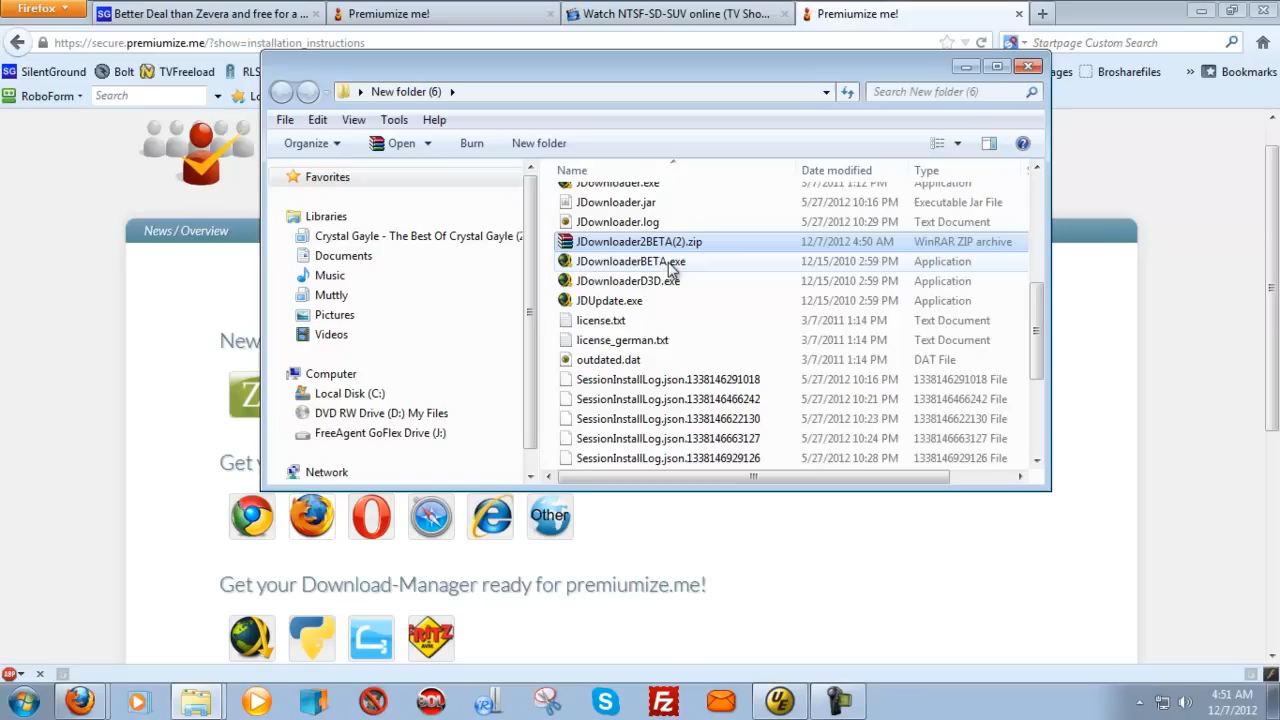 Firefox
Better Deal than Zevera and free for a ...
Premiumize me!
Watch NTSF-SD-SUV online (TV Sho...
Premiumize me!
https://secure.premiumize.me/?show=installation_instructions
Startpage Custom Search
SilentGround
Bolt
TVFreeload
RLS
ages
Brosharefiles
Bookmarks
RoboForm
Search
New folder (6)
Search New folder (6)
File
Edit
View
Tools
Help
Organize
Open
Burn
New folder
Favorites
Libraries
Crystal Gayle - The Best Of Crystal Gayle (2
Documents
Music
Muttly
Pictures
Videos
Computer
Local Disk (C:)
DVD RW Drive (D:) My Files
FreeAgent GoFlex Drive (J:)
Network
Name Date modified Type
JDownloader.exe 3/7/2011 1:12 PM Application
JDownloader.jar 5/27/2012 10:16 PM Executable Jar File
JDownloader.log 5/27/2012 10:29 PM Text Document
JDownloader2BETA(2).zip 12/7/2012 4:50 AM WinRAR ZIP archive
JDownloaderBETA.exe 12/15/2010 2:59 PM Application
JDownloaderD3D.exe 12/15/2010 2:59 PM Application
JDUpdate.exe 12/15/2010 2:59 PM Application
license.txt 3/7/2011 1:14 PM Text Document
license_german.txt 3/7/2011 1:14 PM Text Document
outdated.dat 3/7/2011 1:14 PM DAT File
SessionInstallLog.json.1338146291018 5/27/2012 10:16 PM 1338146291018 File
SessionInstallLog.json.1338146466242 5/27/2012 10:21 PM 1338146466242 File
SessionInstallLog.json.1338146622130 5/27/2012 10:23 PM 1338146622130 File
SessionInstallLog.json.1338146663127 5/27/2012 10:24 PM 1338146663127 File
SessionInstallLog.json.1338146929126 5/27/2012 10:28 PM 1338146929126 File
News / Overview
New
Z
Get y
Other
Get your Download-Manager ready for premiumize.me!
FRITZ
ABP
4:51 AM
12/7/2012